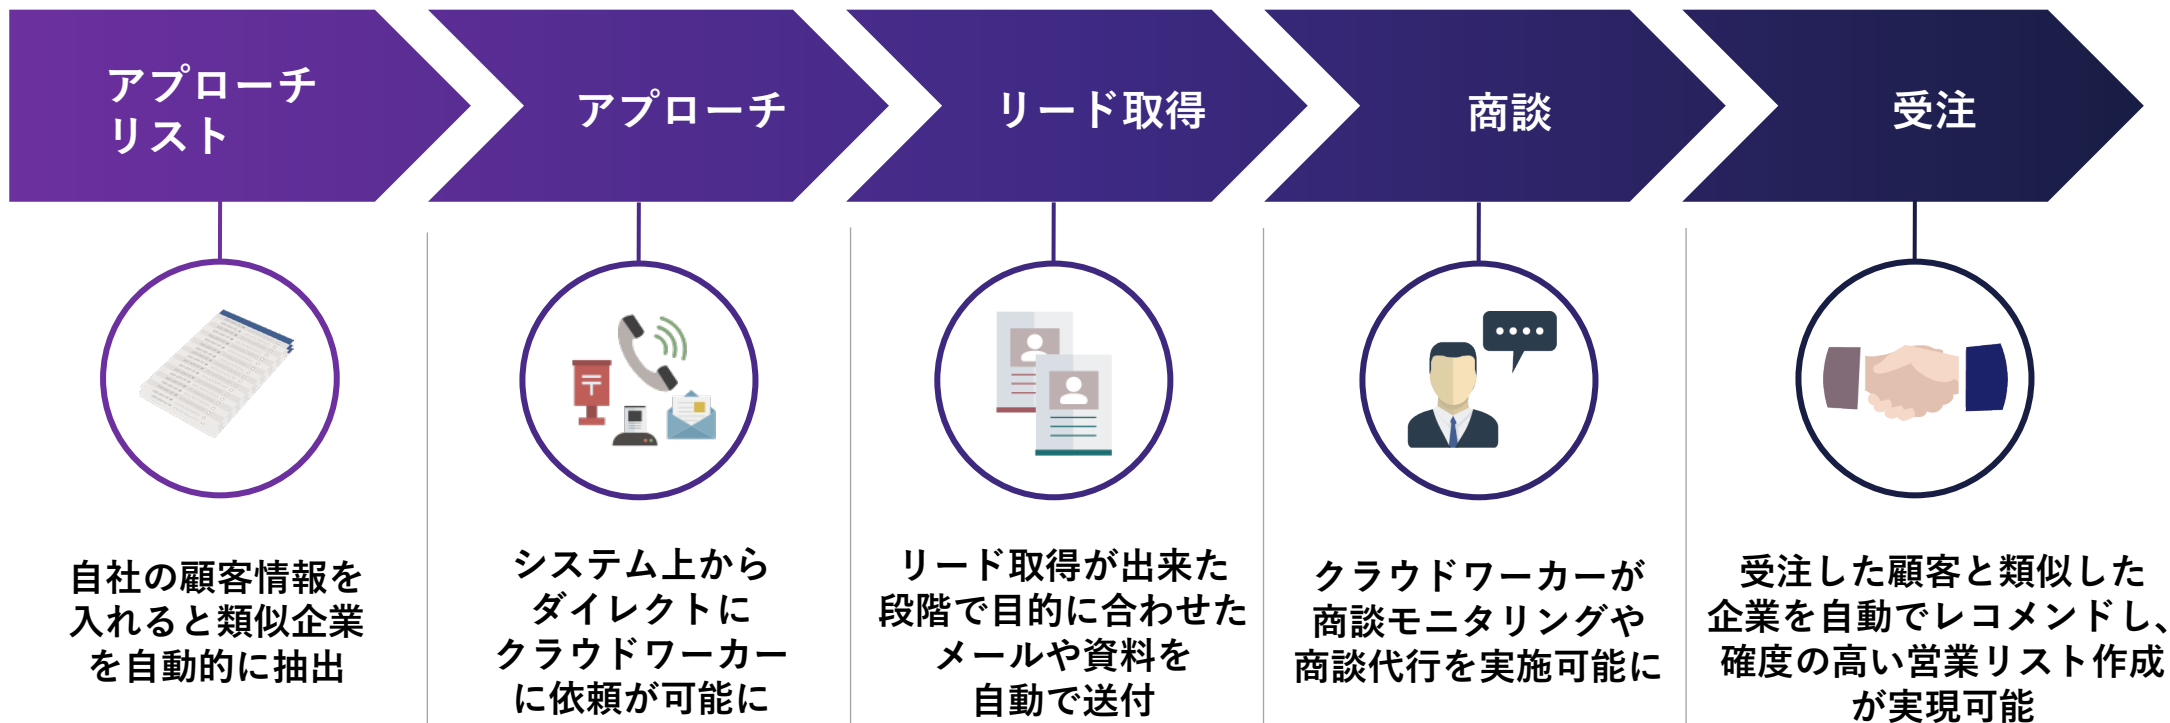 アプローチ
リスト
アプローチ
リード取得
商談
受注
自社の顧客情報を
入れると類似企業
を自動的に抽出
システム上から
ダイレクトに
クラウドワーカー
に依頼が可能に
リード取得が出来た
段階で目的に合わせた
メールや資料を
自動で送付
クラウドワーカーが
商談モニタリングや
商談代行を実施可能に
受注した顧客と類似した
企業を自動でレコメンドし、
確度の高い営業リスト作成
が実現可能